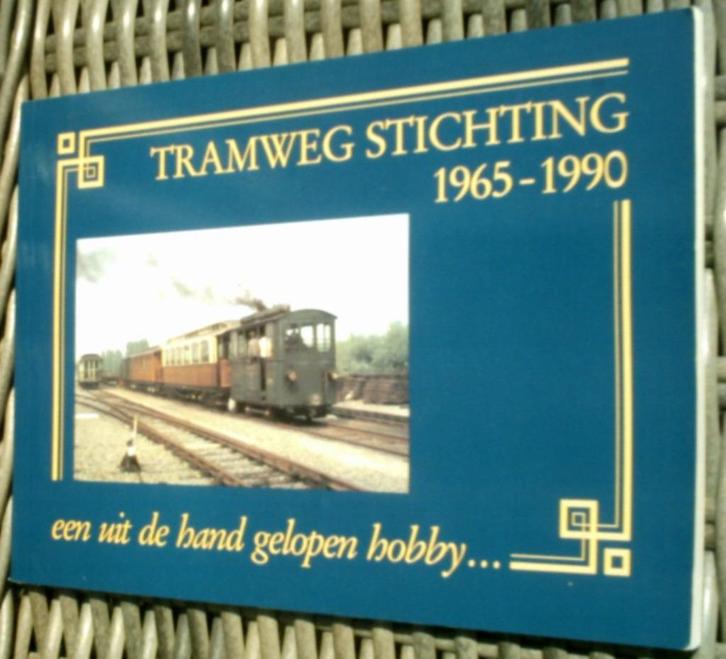 TRAMWEG STICHTING
1965-1990
een uit de hand gelopen hobby...